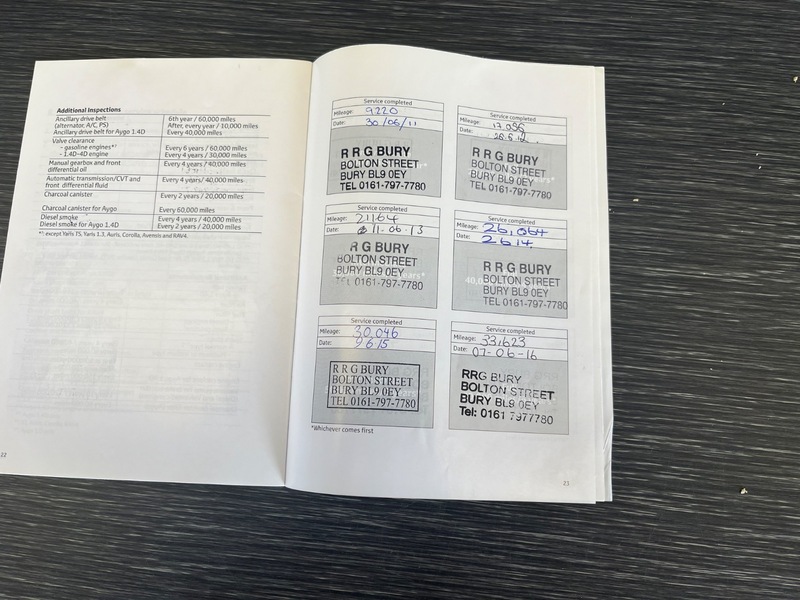 Additional Inspections
Ancillary drive belt 6th year / 60,000 miles
(alternator, A/C, PS) After, every year / 10,000 miles
Ancillary drive belt for Aygo 1.4D Every 40,000 miles
Valve clearance
- gasoline engines*¹ Every 6 years / 60,000 miles
- 1.4D-4D engine Every 4 years / 30,000 miles
Manual gearbox and front Every 4 years / 40,000 miles
differential oil
Automatic transmission/CVT and Every 4 years / 40,000 miles
front differential fluid
Charcoal canister Every 2 years / 20,000 miles
Charcoal canister for Aygo Every 60,000 miles
Diesel smoke Every 4 years / 40,000 miles
Diesel smoke for Aygo 1.4D Every 2 years / 20,000 miles
*¹: except Yaris TS, Yaris 1.3, Auris, Corolla, Avensis and RAV4.
22
Service completed
Mileage: 9220
Date: 30/06/11
R R G BURY
BOLTON STREET
BURY BL9 0EY
TEL 0161-797-7780
Service completed
Mileage:
Date:
R R G BURY
BOLTON STREET
BURY BL9 0EY
TEL 0161-797-7780
Service completed
Mileage: 21164
Date: 11-06-13
R G BURY
BOLTON STREET
BURY BL9 0EY
TEL 0161-797-7780
Service completed
Mileage: 26,064
Date: 2 6 14
R R G BURY
BOLTON STREET
BURY BL9 0EY
TEL 0161-797-7780
Service completed
Mileage: 30,046
Date: 9 6 15
R R G BURY
BOLTON STREET
BURY BL9 0EY
TEL 0161-797-7780
Service completed
Mileage: 33,623
Date: 07-06-16
RRG BURY
BOLTON STREET
BURY BL9 0EY
Tel: 0161 7977780
*Whichever comes first
23